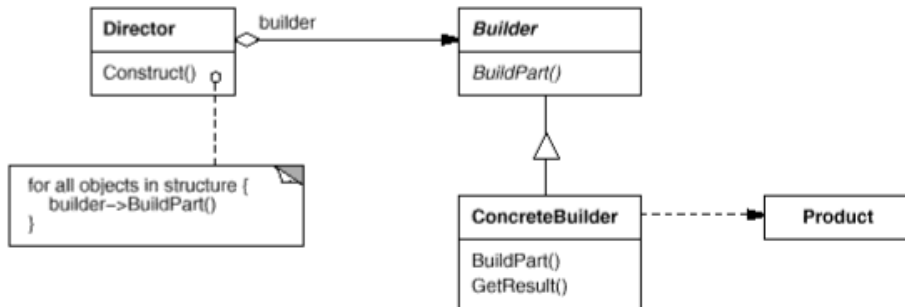 Director
Construct()
builder
Builder
BuildPart()
for all objects in structure {
builder->BuildPart()
}
ConcreteBuilder
BuildPart()
GetResult()
Product